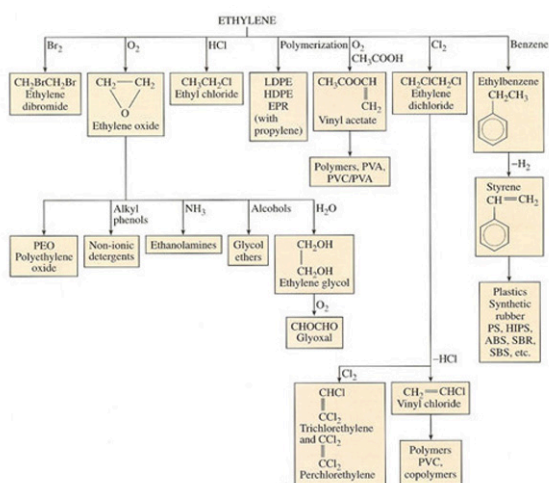 ETHYLENE
Br₂
O₂
HCl
Polymerization
O₂
CH₃COOH
Cl₂
Benzene
CH₂BrCH₂Br
Ethylene
dibromide
CH₂—CH₂
O
Ethylene oxide
CH₃CH₂Cl
Ethyl chloride
LDPE
HDPE
EPR
(with
propylene)
CH₃COOCH
CH₂
Vinyl acetate
CH₂ClCH₂Cl
Ethylene
dichloride
Ethylbenzene
CH₂CH₃
Polymers, PVA,
PVC/PVA
–H₂
Styrene
CH=CH₂
Alkyl
phenols
NH₃
Alcohols
H₂O
PEO
Polyethylene
oxide
Non-ionic
detergents
Ethanolamines
Glycol
ethers
CH₂OH
CH₂OH
Ethylene glycol
O₂
CHOCHO
Glyoxal
Plastics
Synthetic
rubber
PS, HIPS,
ABS, SBR,
SBS, etc.
–HCl
Cl₂
CHCl
CCl₂
Trichlorethylene
and CCl₂
CCl₂
Perchlorethylene
CH₂=CHCl
Vinyl chloride
Polymers
PVC,
copolymers